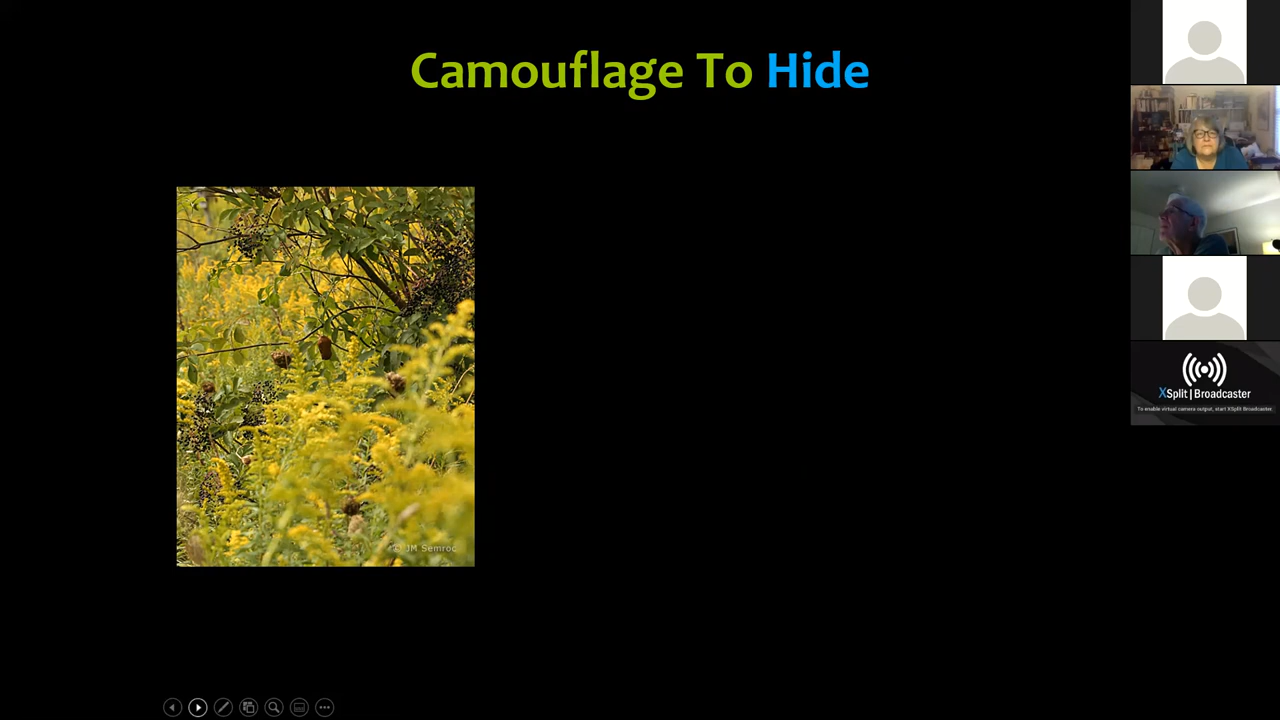 Camouflage To Hide
© JM Semroc
XSplit|Broadcaster
To enable virtual camera output, start XSplit Broadcaster.